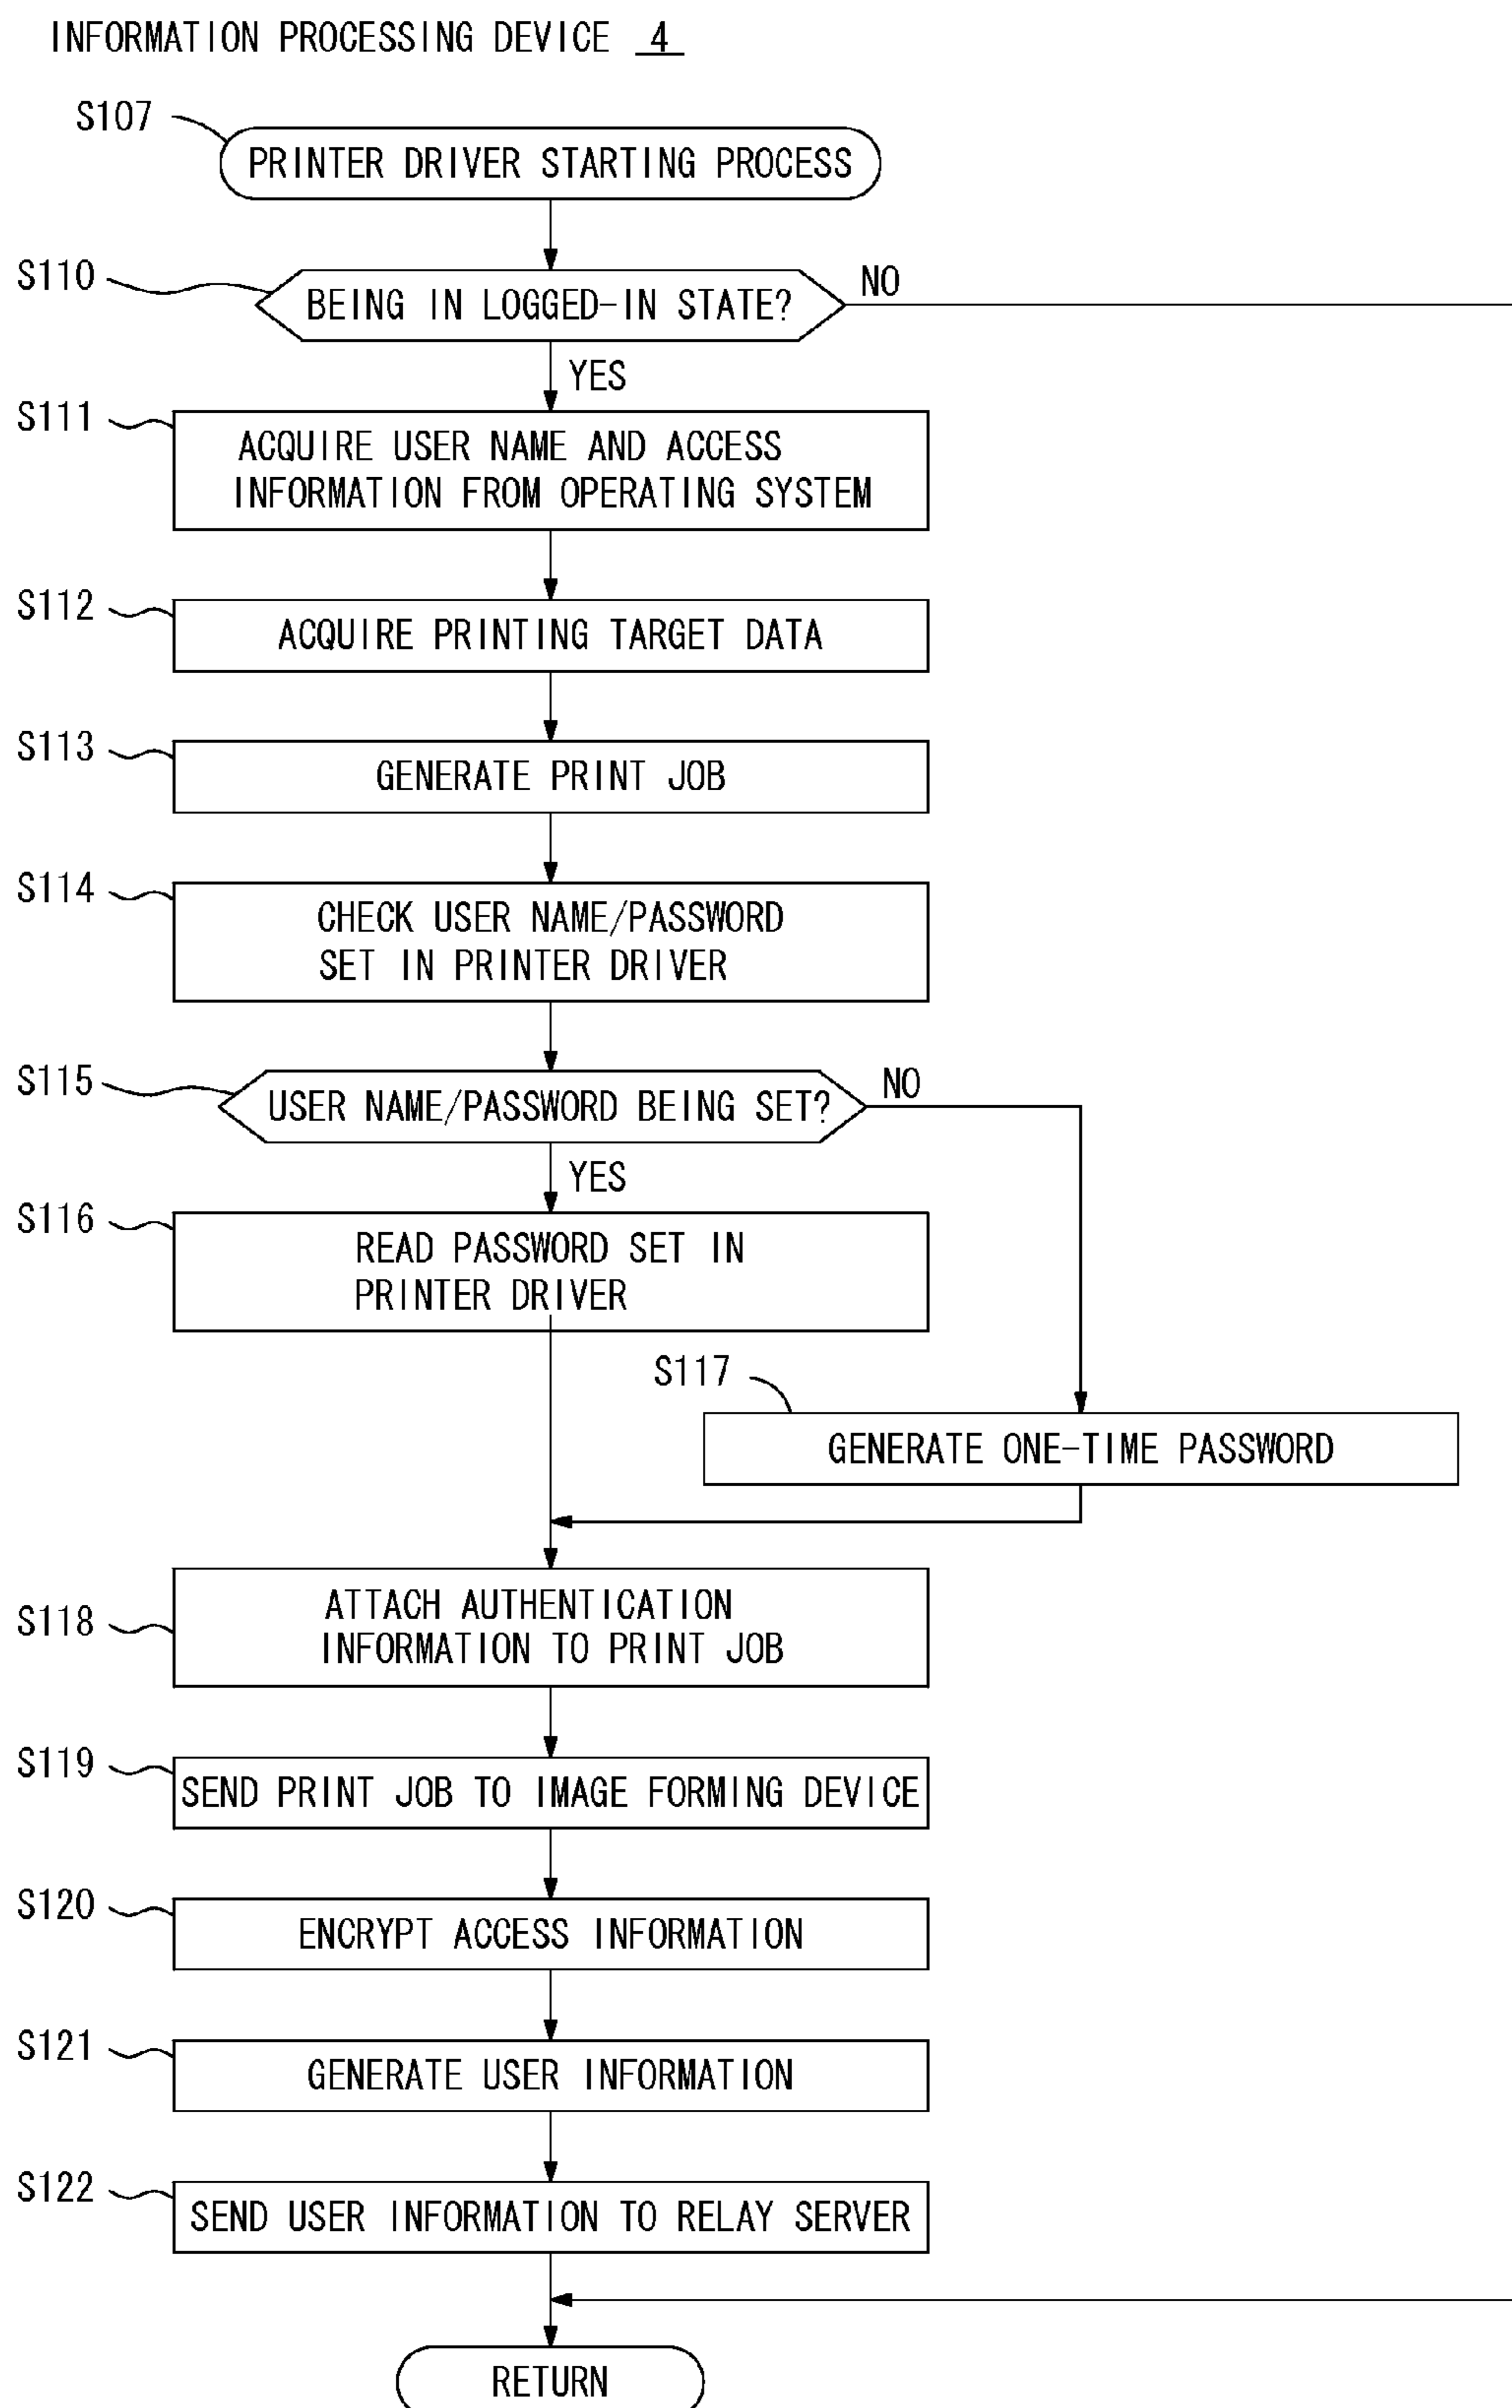 INFORMATION PROCESSING DEVICE 4
S107
PRINTER DRIVER STARTING PROCESS
S110
BEING IN LOGGED-IN STATE?
NO
YES
S111
ACQUIRE USER NAME AND ACCESS
INFORMATION FROM OPERATING SYSTEM
S112
ACQUIRE PRINTING TARGET DATA
S113
GENERATE PRINT JOB
S114
CHECK USER NAME/PASSWORD
SET IN PRINTER DRIVER
S115
USER NAME/PASSWORD BEING SET?
NO
YES
S116
READ PASSWORD SET IN
PRINTER DRIVER
S117
GENERATE ONE-TIME PASSWORD
S118
ATTACH AUTHENTICATION
INFORMATION TO PRINT JOB
S119
SEND PRINT JOB TO IMAGE FORMING DEVICE
S120
ENCRYPT ACCESS INFORMATION
S121
GENERATE USER INFORMATION
S122
SEND USER INFORMATION TO RELAY SERVER
RETURN